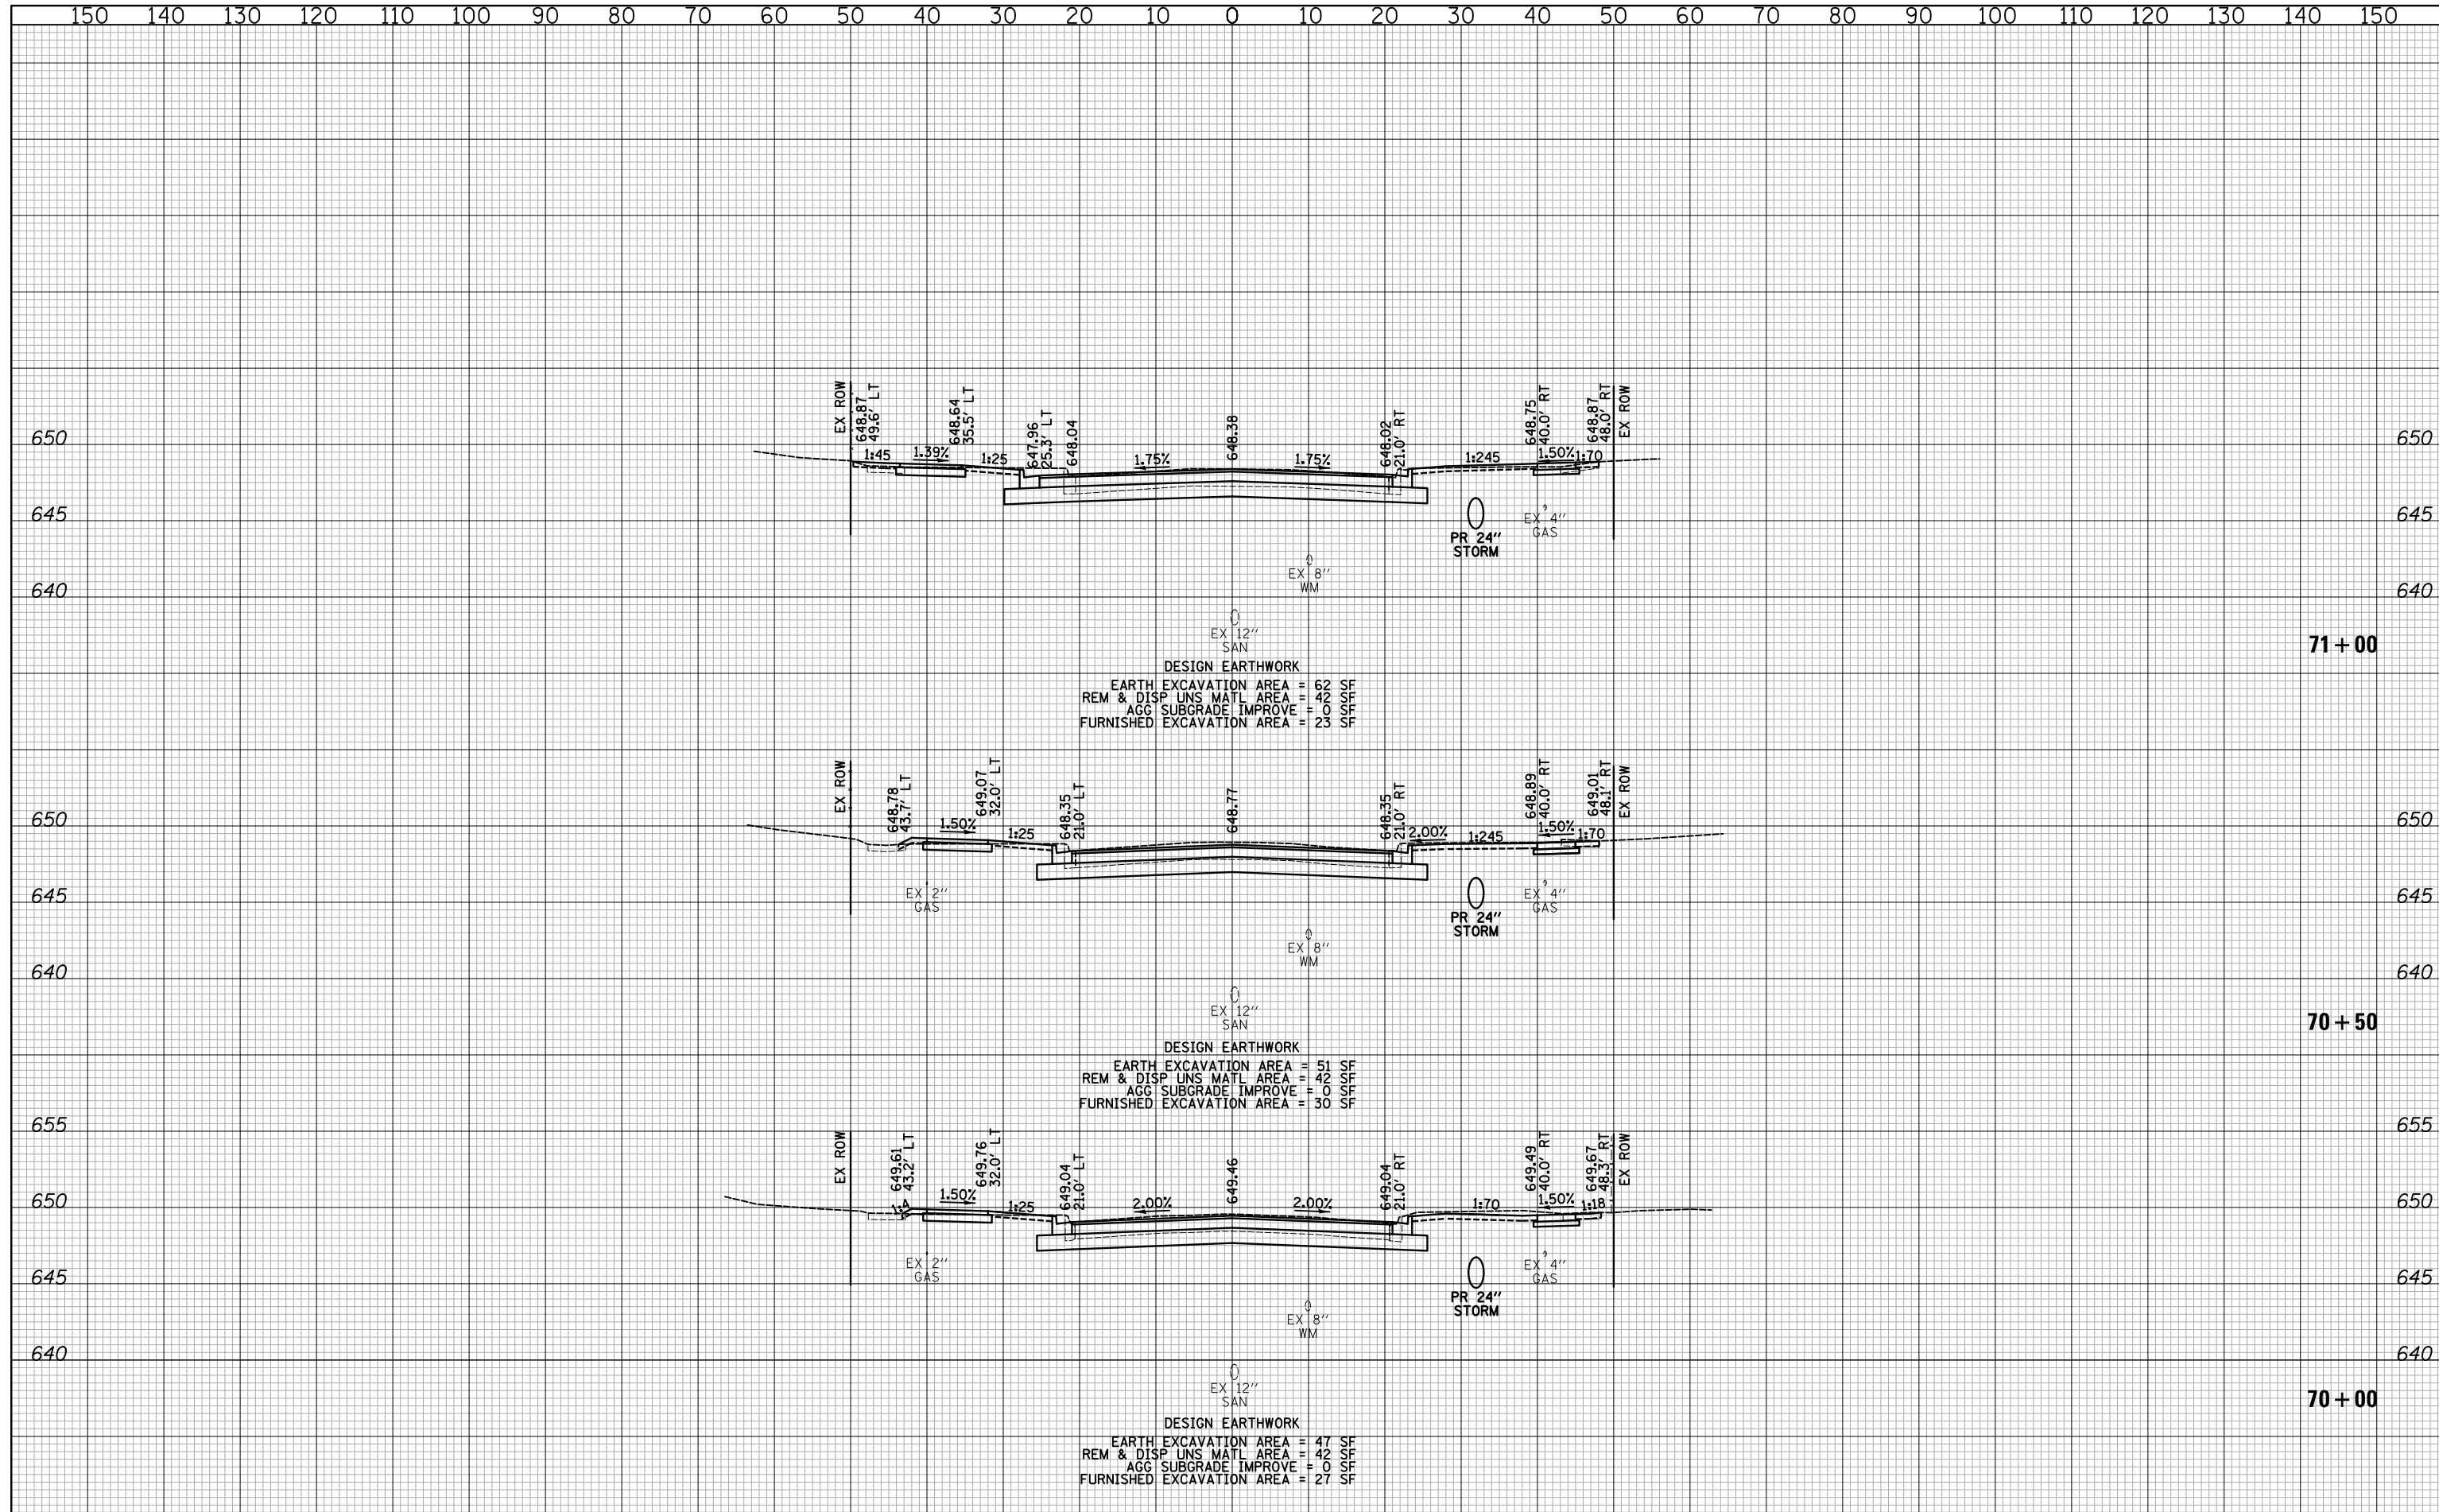 150 140 130 120 110 100 90 80 70 60 50 40 30 20 10 0 10 20 30 40 50 60 70 80 90 100 110 120 130 140 150
EX ROW
648.87
49.6' LT
648.64
35.5' LT
647.96
25.3' LT
648.04
648.38
648.02
21.0' RT
648.75
40.0' RT
648.87
48.0' RT
EX ROW
650 650
1:45 1.39% 1:25 1.75% 1.75% 1:245 1.50% 1:70
645 645
EX 4"
GAS
PR 24"
STORM
EX 8"
WM
640 640
EX 12"
SAN
71+00
DESIGN EARTHWORK
EARTH EXCAVATION AREA = 62 SF
REM & DISP UNS MATL AREA = 42 SF
AGG SUBGRADE IMPROVE = 0 SF
FURNISHED EXCAVATION AREA = 23 SF
EX ROW
648.78
43.7' LT
649.07
32.0' LT
648.35
21.0' LT
648.77
648.35
21.0' RT
648.89
40.0' RT
649.01
48.1' RT
EX ROW
650 650
1.50% 1:25 2.00% 1:245 1.50% 1:70
645 645
EX 2"
GAS
EX 4"
GAS
PR 24"
STORM
EX 8"
WM
640 640
EX 12"
SAN
70+50
DESIGN EARTHWORK
EARTH EXCAVATION AREA = 51 SF
REM & DISP UNS MATL AREA = 42 SF
AGG SUBGRADE IMPROVE = 0 SF
FURNISHED EXCAVATION AREA = 30 SF
655 655
EX ROW
649.61
43.2' LT
649.76
32.0' LT
649.04
21.0' LT
649.46
649.04
21.0' RT
649.49
40.0' RT
649.67
48.3' RT
EX ROW
650 650
1:4 1.50% 1:25 2.00% 2.00% 1:70 1.50% 1:18
645 645
EX 2"
GAS
EX 4"
GAS
PR 24"
STORM
EX 8"
WM
640 640
EX 12"
SAN
70+00
DESIGN EARTHWORK
EARTH EXCAVATION AREA = 47 SF
REM & DISP UNS MATL AREA = 42 SF
AGG SUBGRADE IMPROVE = 0 SF
FURNISHED EXCAVATION AREA = 27 SF